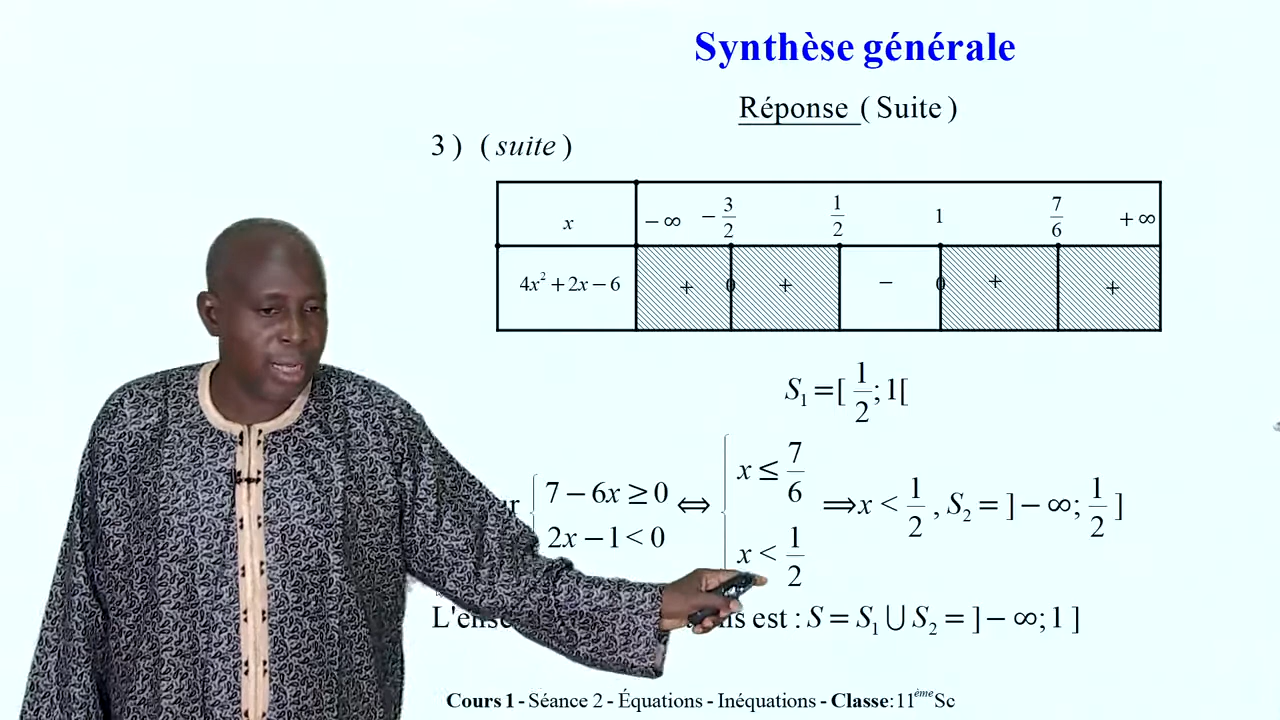 Synthèse générale
Réponse ( Suite )
3 ) ( suite )
x − ∞ − 3/2 1/2 1 7/6 + ∞
4x² + 2x − 6 + 0 + − 0 + +
S₁ = [ 1/2 ; 1 [
{ 7 − 6x ≥ 0 ; 2x − 1 < 0 ⇔ { x ≤ 7/6 ; x < 1/2 ⇒ x < 1/2 , S₂ = ] − ∞; 1/2 ]
est : S = S₁ ∪ S₂ = ] − ∞; 1 ]
Cours 1 - Séance 2 - Équations - Inéquations - Classe: 11ème Sc